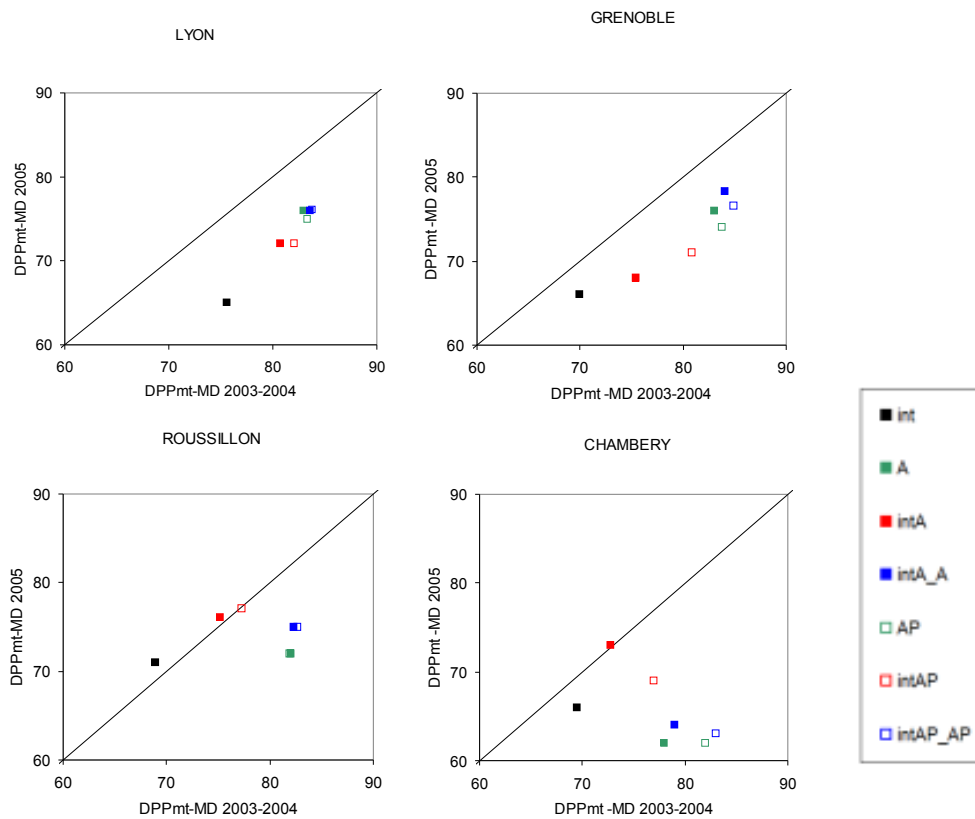 LYON
90
80
70
60
60
70
80
90
DPPmt-MD 2005
DPPmt-MD 2003-2004
GRENOBLE
90
80
70
60
60
70
80
90
DPPmt -MD 2005
DPPmt -MD 2003-2004
ROUSSILLON
90
80
70
60
60
70
80
90
DPPmt-MD 2005
DPPmt-MD 2003-2004
CHAMBERY
90
80
70
60
60
70
80
90
DPPmt -MD 2005
DPPmt -MD 2003-2004
int
A
intA
intA_A
AP
intAP
intAP_AP